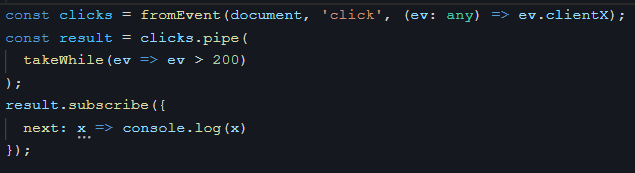 const clicks = fromEvent(document, 'click', (ev: any) => ev.clientX);
const result = clicks.pipe(
  takeWhile(ev => ev > 200)
);
result.subscribe({
  next: x => console.log(x)
});